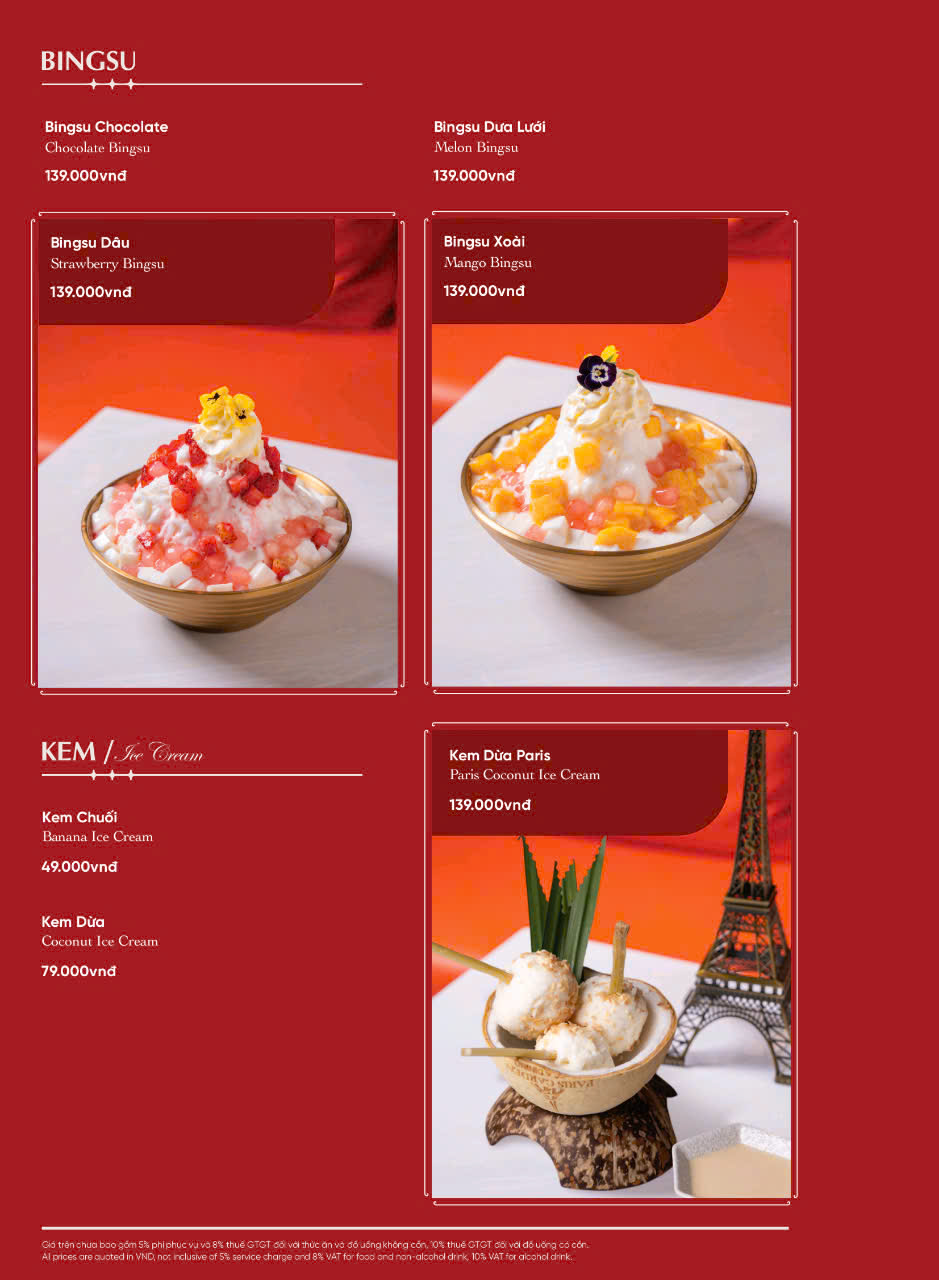 BINGSU
Bingsu Chocolate
Chocolate Bingsu
139.000vnđ
Bingsu Dưa Lưới
Melon Bingsu
139.000vnđ
Bingsu Dâu
Strawberry Bingsu
139.000vnđ
Bingsu Xoài
Mango Bingsu
139.000vnđ
KEM / Ice Cream
Kem Chuối
Banana Ice Cream
49.000vnđ
Kem Dừa
Coconut Ice Cream
79.000vnđ
Kem Dừa Paris
Paris Coconut Ice Cream
139.000vnđ
PARIS
PARIS GARDEN
Giá trên chưa bao gồm 5% phí phục vụ và 8% thuế GTGT đối với thức ăn và đồ uống không cồn, 10% thuế GTGT đối với đồ uống có cồn.
All prices are quoted in VND, not inclusive of 5% service charge and 8% VAT for food and non-alcohol drink, 10% VAT for alcohol drink.